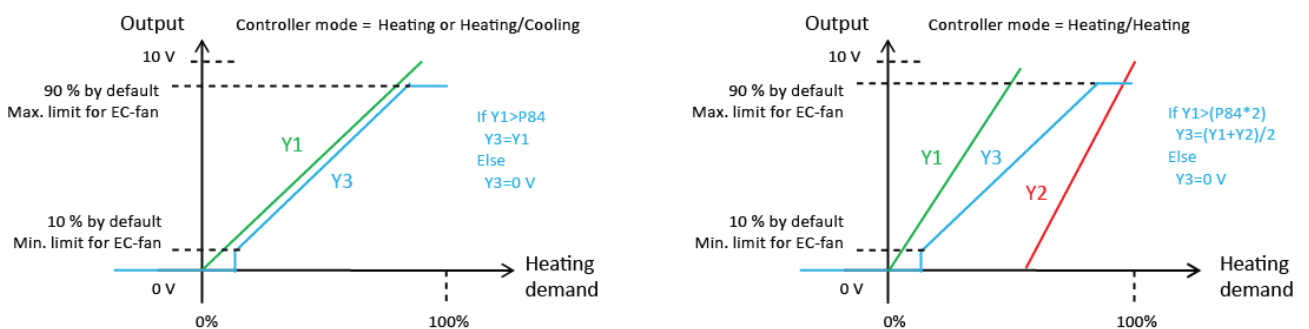 Output
Controller mode = Heating or Heating/Cooling
10 V
90 % by default
Max. limit for EC-fan
If Y1>P84
Y3=Y1
Else
Y3=0 V
Y1
Y3
10 % by default
Min. limit for EC-fan
Heating
demand
0 V
0%
100%
Output
Controller mode = Heating/Heating
10 V
90 % by default
Max. limit for EC-fan
If Y1>(P84*2)
Y3=(Y1+Y2)/2
Else
Y3=0 V
Y1
Y3
Y2
10 % by default
Min. limit for EC-fan
Heating
demand
0 V
0%
100%